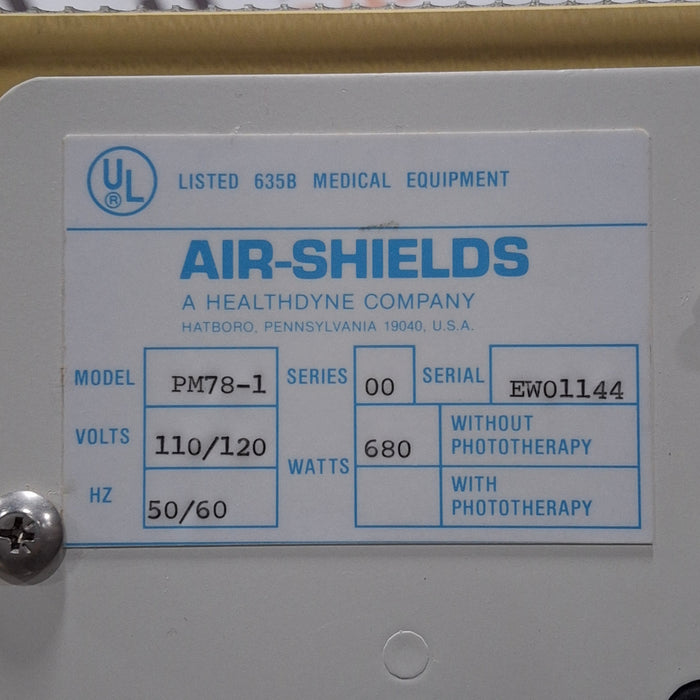 UL ®
LISTED 635B MEDICAL EQUIPMENT
AIR-SHIELDS
A HEALTHDYNE COMPANY
HATBORO, PENNSYLVANIA 19040, U.S.A.
MODEL PM78-1 SERIES 00 SERIAL EW01144
VOLTS 110/120 WATTS 680 WITHOUT PHOTOTHERAPY
HZ 50/60 WITH PHOTOTHERAPY